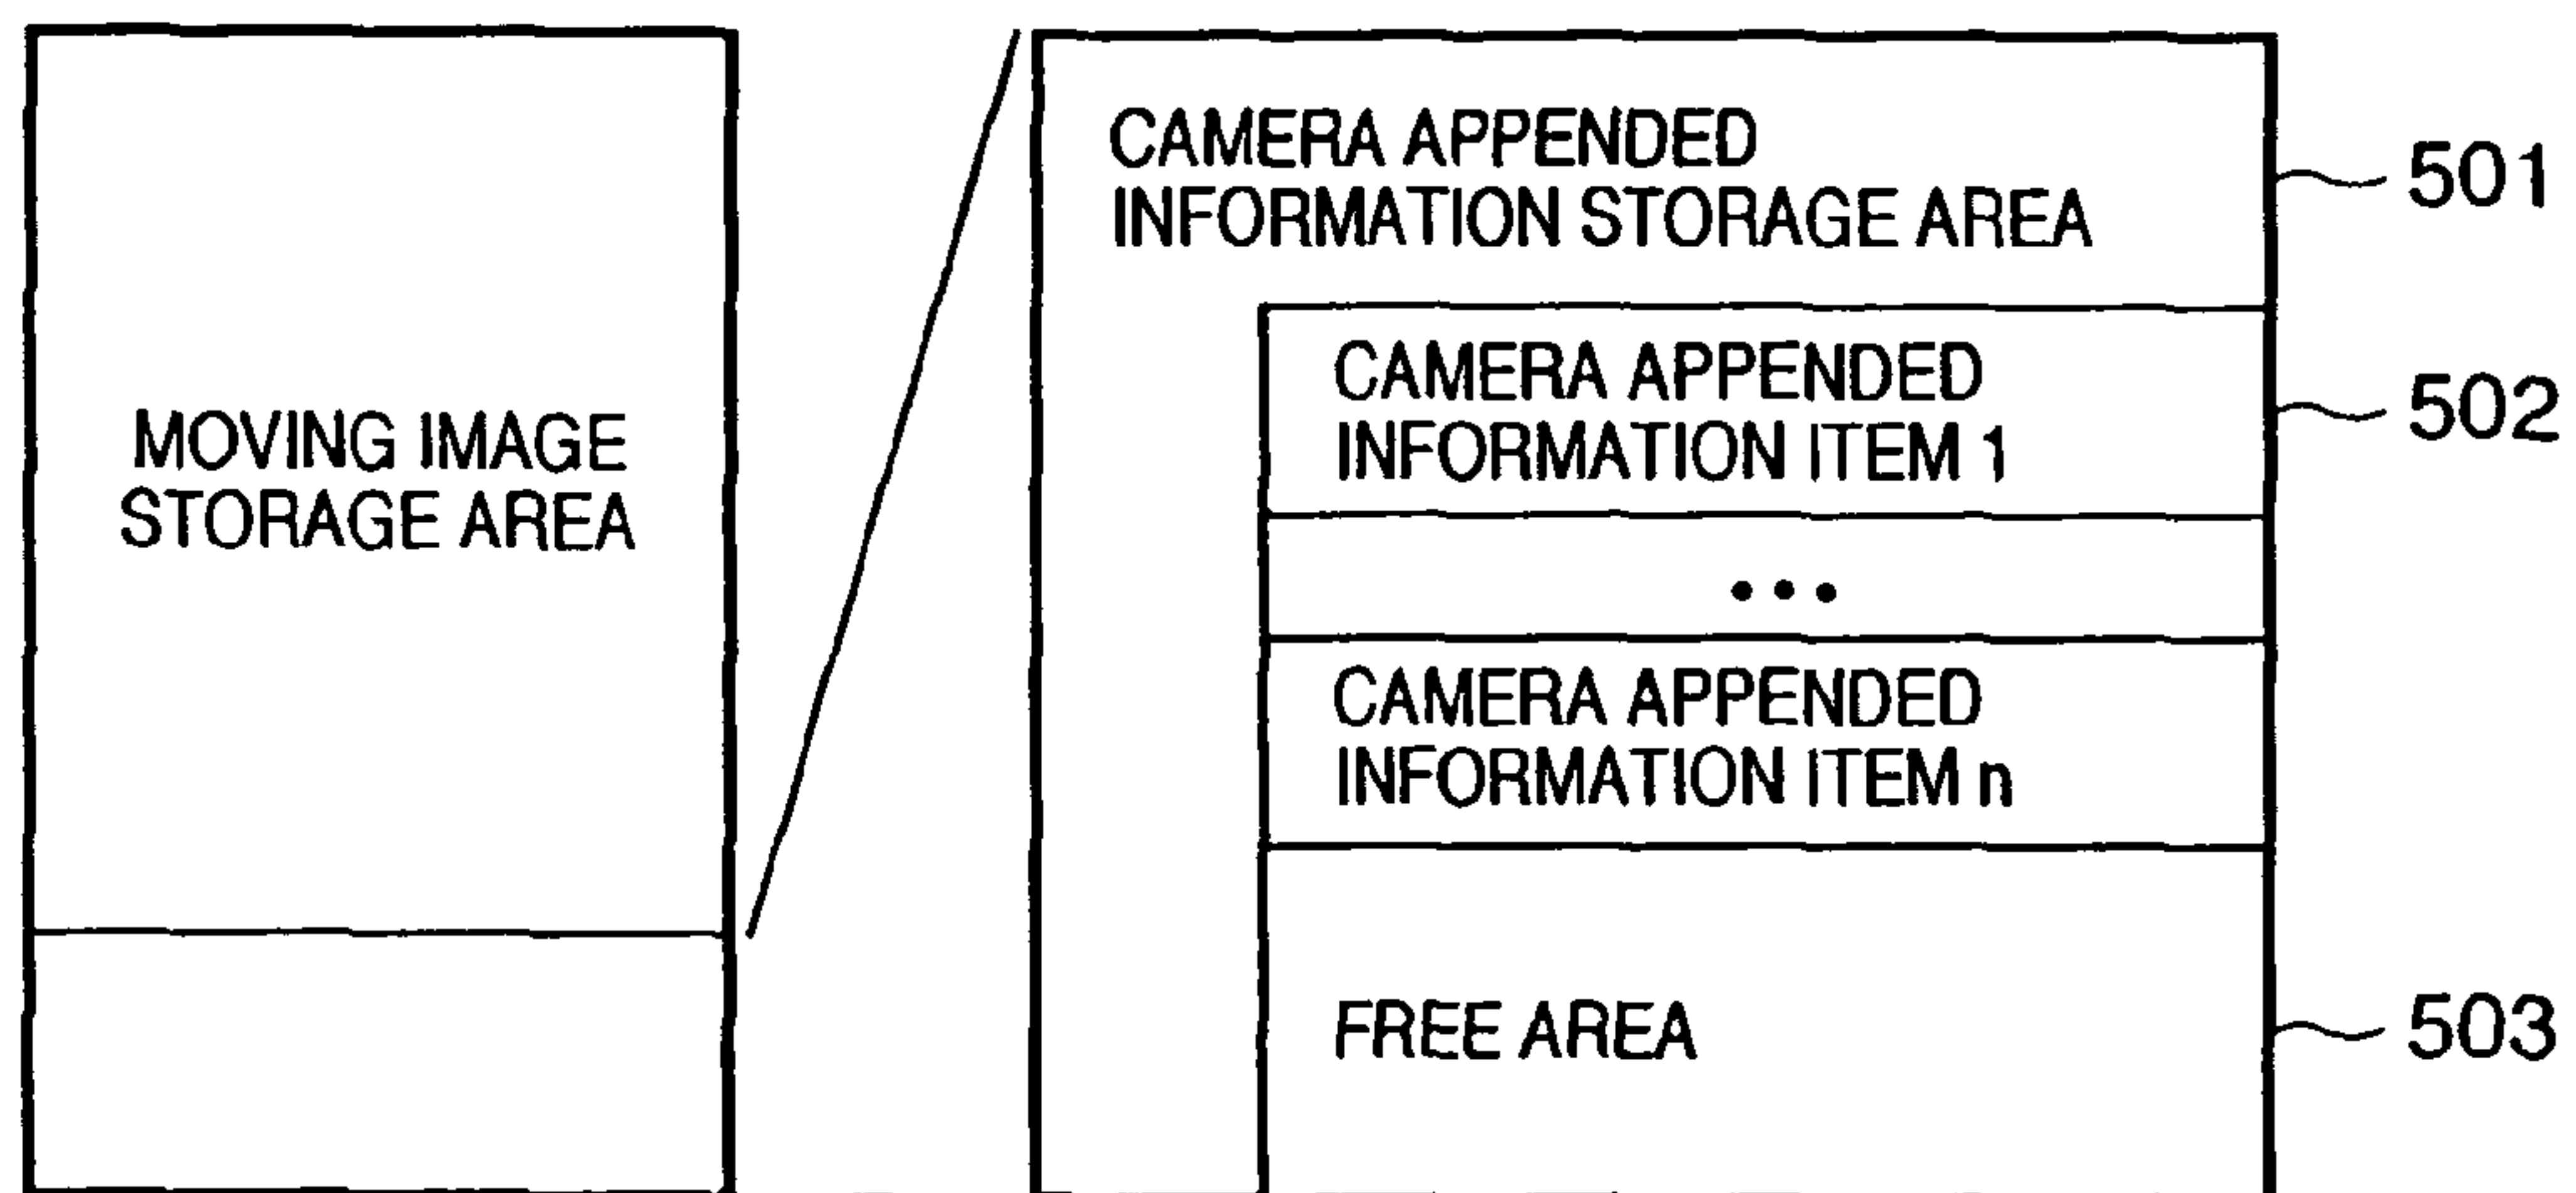 MOVING IMAGE
STORAGE AREA
CAMERA APPENDED
INFORMATION STORAGE AREA
501
CAMERA APPENDED
INFORMATION ITEM 1
502
...
CAMERA APPENDED
INFORMATION ITEM n
FREE AREA
503